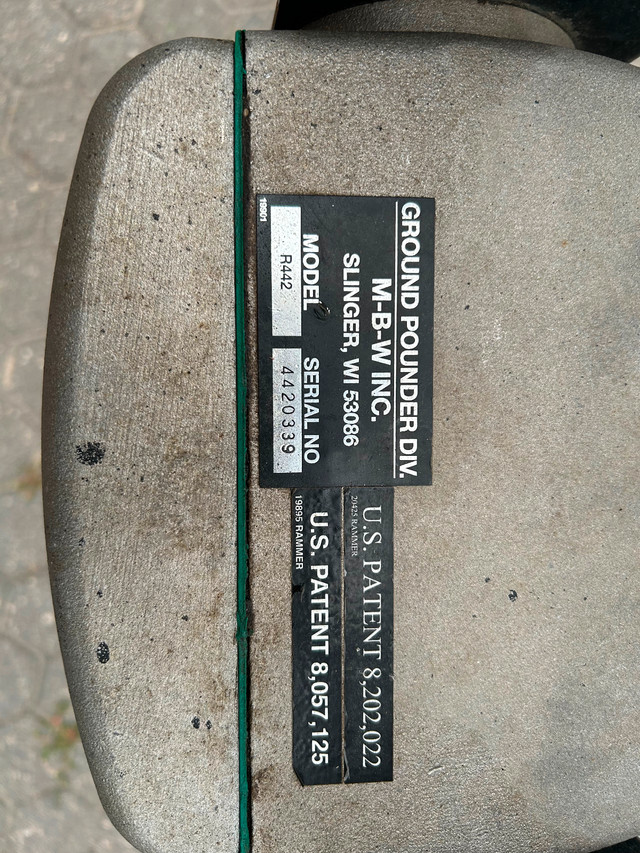 GROUND POUNDER DIV.
M-B-W INC.
SLINGER, WI 53086
MODEL SERIAL NO
R442 4420339
19901
U.S. PATENT 8,202,022
20425 RAMMER
U.S. PATENT 8,057,125
19895 RAMMER